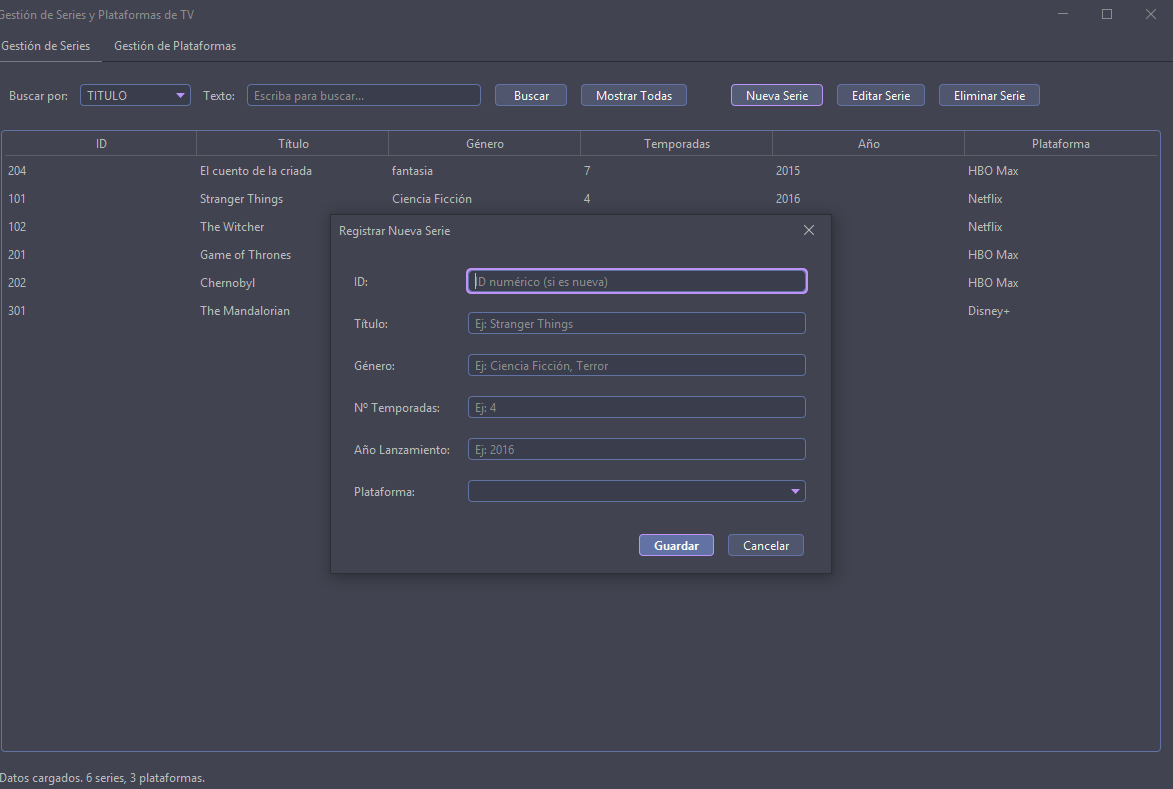 Gestión de Series y Plataformas de TV
Gestión de Series Gestión de Plataformas
Buscar por: TITULO Texto: Escriba para buscar... Buscar Mostrar Todas Nueva Serie Editar Serie Eliminar Serie
ID Título Género Temporadas Año Plataforma
204 El cuento de la criada fantasia 7 2015 HBO Max
101 Stranger Things Ciencia Ficción 4 2016 Netflix
102 The Witcher Netflix
201 Game of Thrones HBO Max
202 Chernobyl HBO Max
301 The Mandalorian Disney+
Registrar Nueva Serie
ID: ID numérico (si es nueva)
Título: Ej: Stranger Things
Género: Ej: Ciencia Ficción, Terror
Nº Temporadas: Ej: 4
Año Lanzamiento: Ej: 2016
Plataforma:
Guardar Cancelar
Datos cargados. 6 series, 3 plataformas.